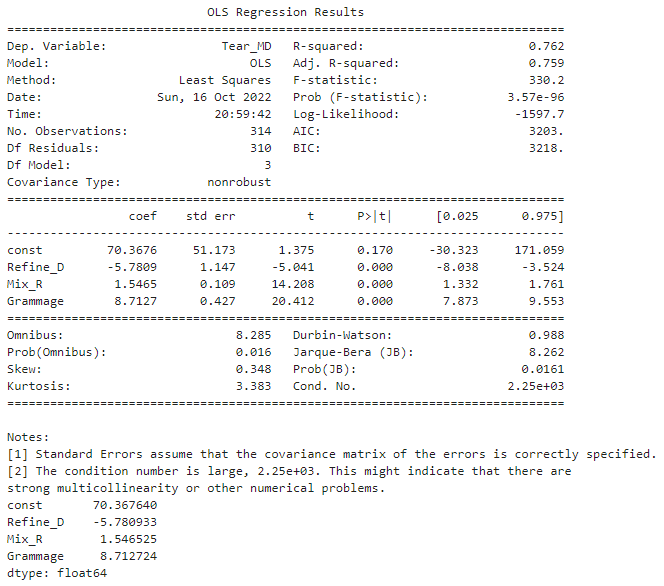 OLS Regression Results
==============================================================================
Dep. Variable:                Tear_MD   R-squared:                       0.762
Model:                            OLS   Adj. R-squared:                  0.759
Method:                 Least Squares   F-statistic:                     330.2
Date:                Sun, 16 Oct 2022   Prob (F-statistic):           3.57e-96
Time:                        20:59:42   Log-Likelihood:                -1597.7
No. Observations:                 314   AIC:                             3203.
Df Residuals:                     310   BIC:                             3218.
Df Model:                           3
Covariance Type:            nonrobust
==============================================================================
                 coef    std err          t      P>|t|      [0.025      0.975]
------------------------------------------------------------------------------
const         70.3676     51.173      1.375      0.170     -30.323     171.059
Refine_D      -5.7809      1.147     -5.041      0.000      -8.038      -3.524
Mix_R          1.5465      0.109     14.208      0.000       1.332       1.761
Grammage       8.7127      0.427     20.412      0.000       7.873       9.553
==============================================================================
Omnibus:                        8.285   Durbin-Watson:                   0.988
Prob(Omnibus):                  0.016   Jarque-Bera (JB):                8.262
Skew:                           0.348   Prob(JB):                       0.0161
Kurtosis:                       3.383   Cond. No.                     2.25e+03
==============================================================================

Notes:
[1] Standard Errors assume that the covariance matrix of the errors is correctly specified.
[2] The condition number is large, 2.25e+03. This might indicate that there are
strong multicollinearity or other numerical problems.
const       70.367640
Refine_D    -5.780933
Mix_R        1.546525
Grammage     8.712724
dtype: float64